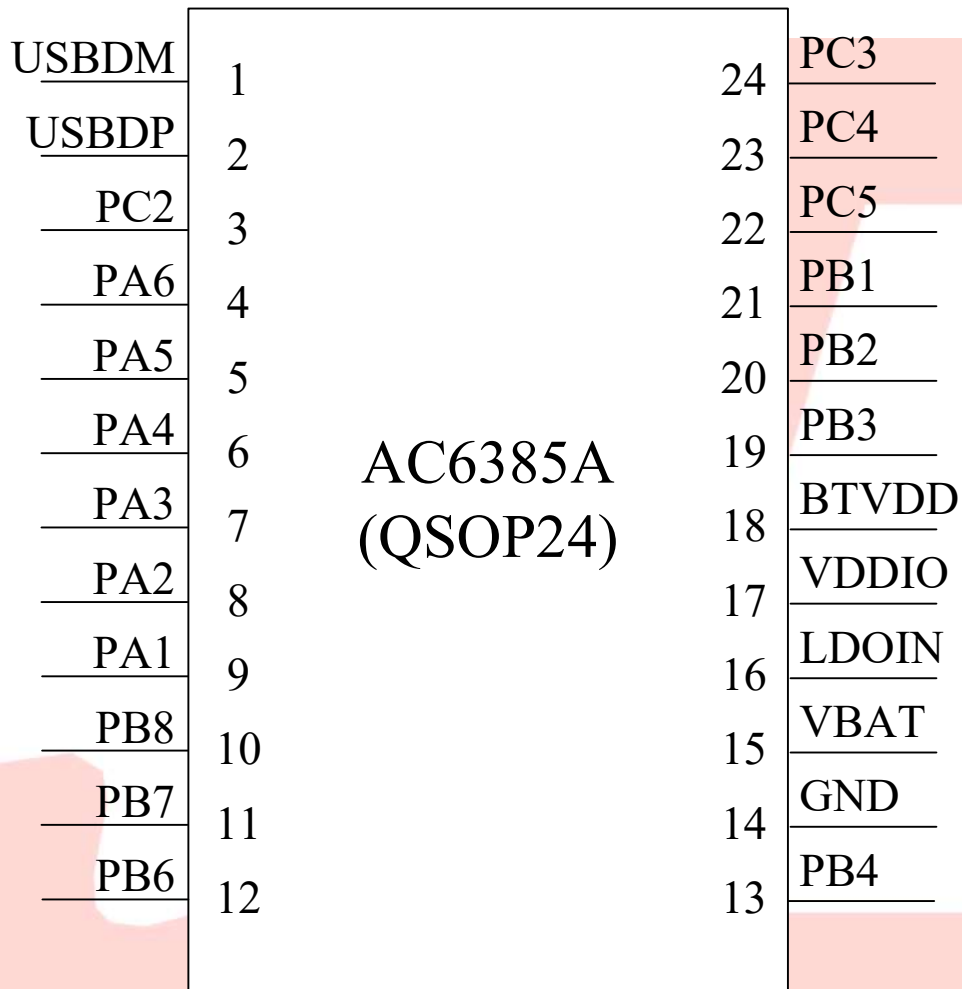 USBDM 1 24 PC3
USBDP 2 23 PC4
PC2 3 22 PC5
PA6 4 21 PB1
PA5 5 20 PB2
PA4 6 19 PB3
AC6385A
(QSOP24)
PA3 7 18 BTVDD
PA2 8 17 VDDIO
PA1 9 16 LDOIN
PB8 10 15 VBAT
PB7 11 14 GND
PB6 12 13 PB4